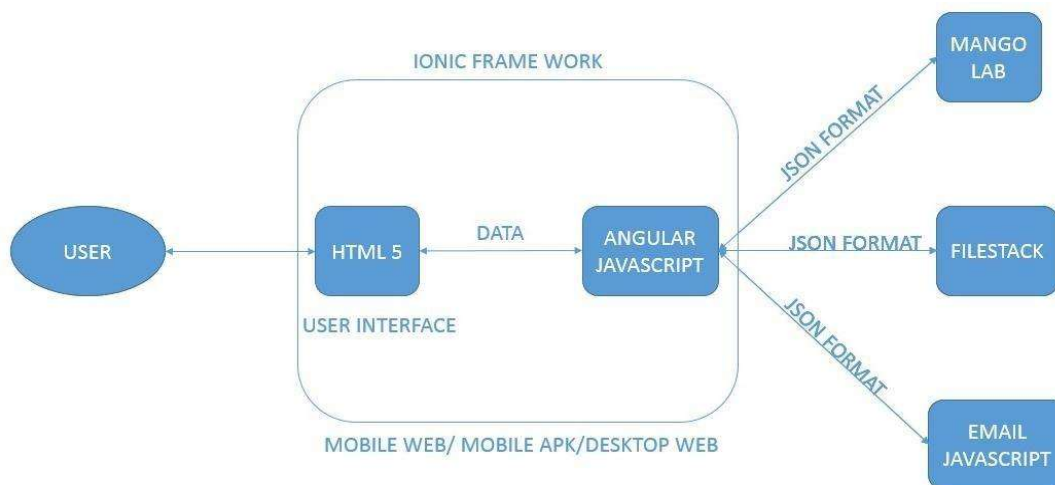 IONIC FRAME WORK
MANGO
LAB
JSON FORMAT
USER
HTML 5
DATA
ANGULAR
JAVASCRIPT
JSON FORMAT
FILESTACK
USER INTERFACE
JSON FORMAT
MOBILE WEB/ MOBILE APK/DESKTOP WEB
EMAIL
JAVASCRIPT